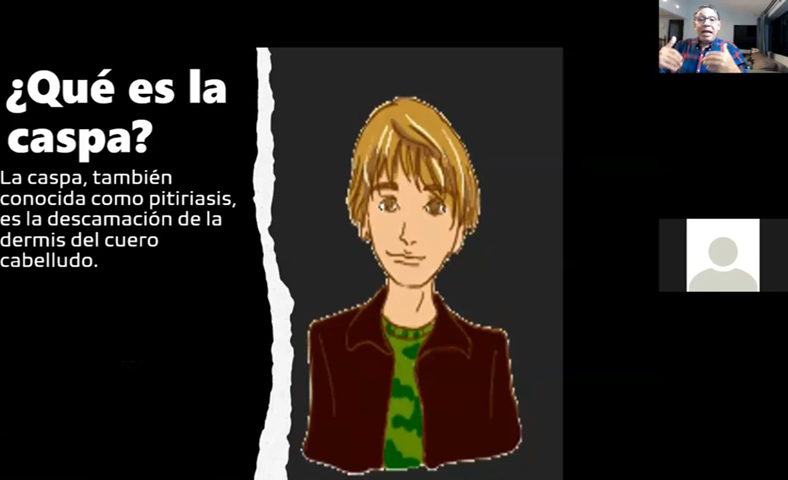 ¿Qué es la
caspa?
La caspa, también
conocida como pitiriasis,
es la descamación de la
dermis del cuero
cabelludo.